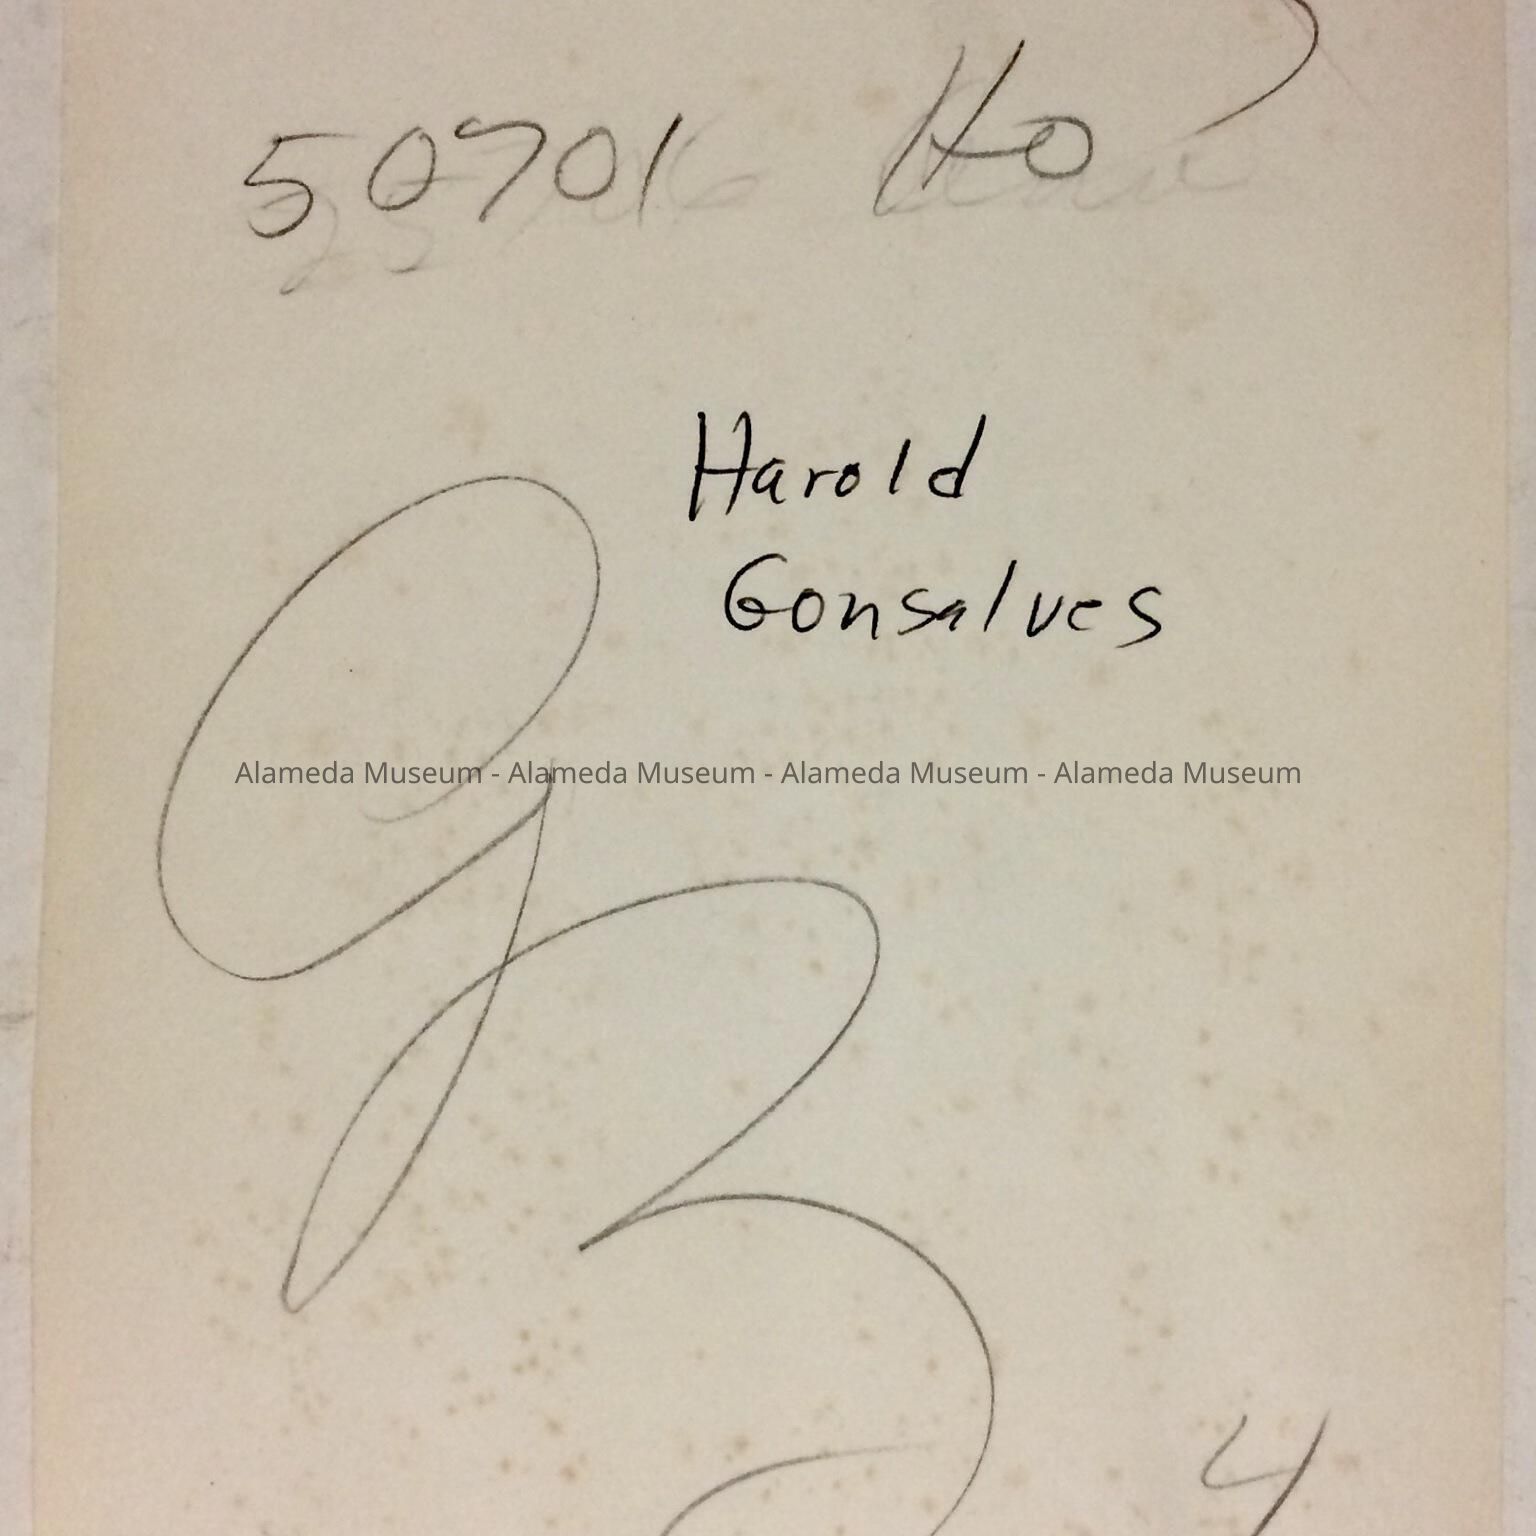 50701 HO
Harold
Gonsalves
Alameda Museum - Alameda Museum - Alameda Museum - Alameda Museum
4